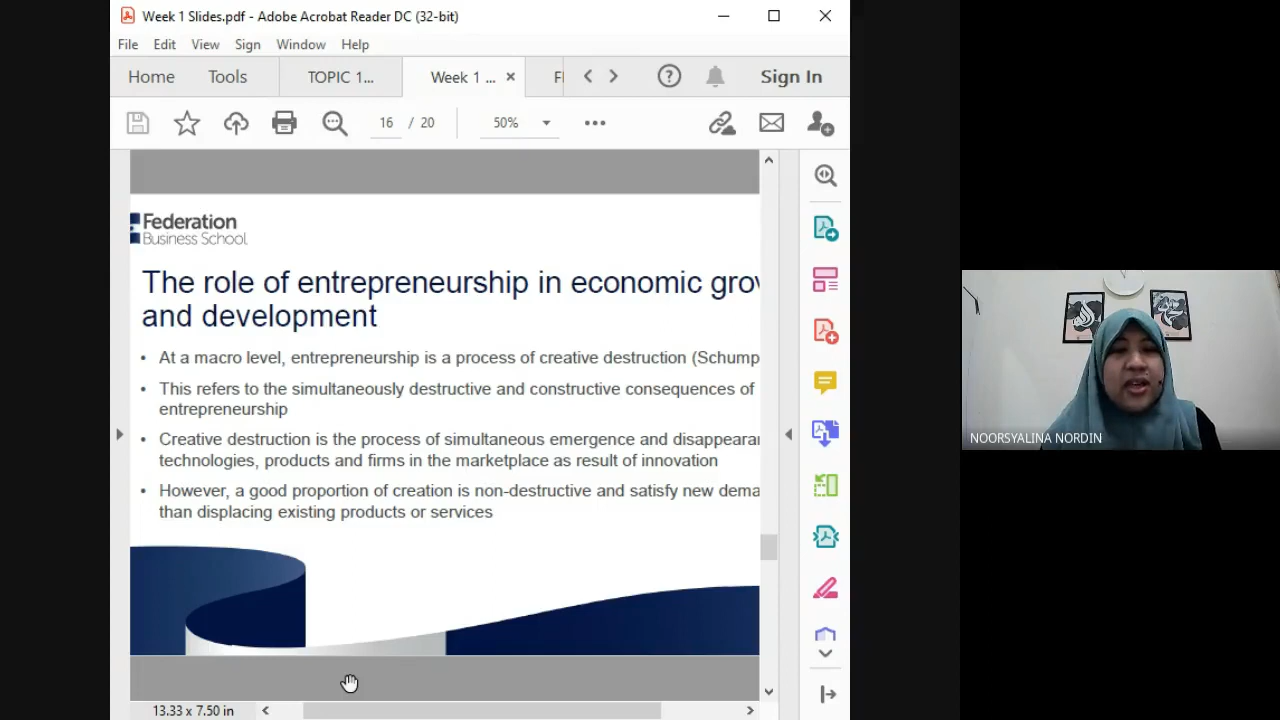 Week 1 Slides.pdf - Adobe Acrobat Reader DC (32-bit)
File Edit View Sign Window Help
Home Tools TOPIC 1... Week 1 ... Sign In
16 / 20 50%
Federation
Business School
The role of entrepreneurship in economic grov
and development
• At a macro level, entrepreneurship is a process of creative destruction (Schump
• This refers to the simultaneously destructive and constructive consequences of
entrepreneurship
• Creative destruction is the process of simultaneous emergence and disappearan
technologies, products and firms in the marketplace as result of innovation
• However, a good proportion of creation is non-destructive and satisfy new dema
than displacing existing products or services
13.33 x 7.50 in
NOORSYALINA NORDIN